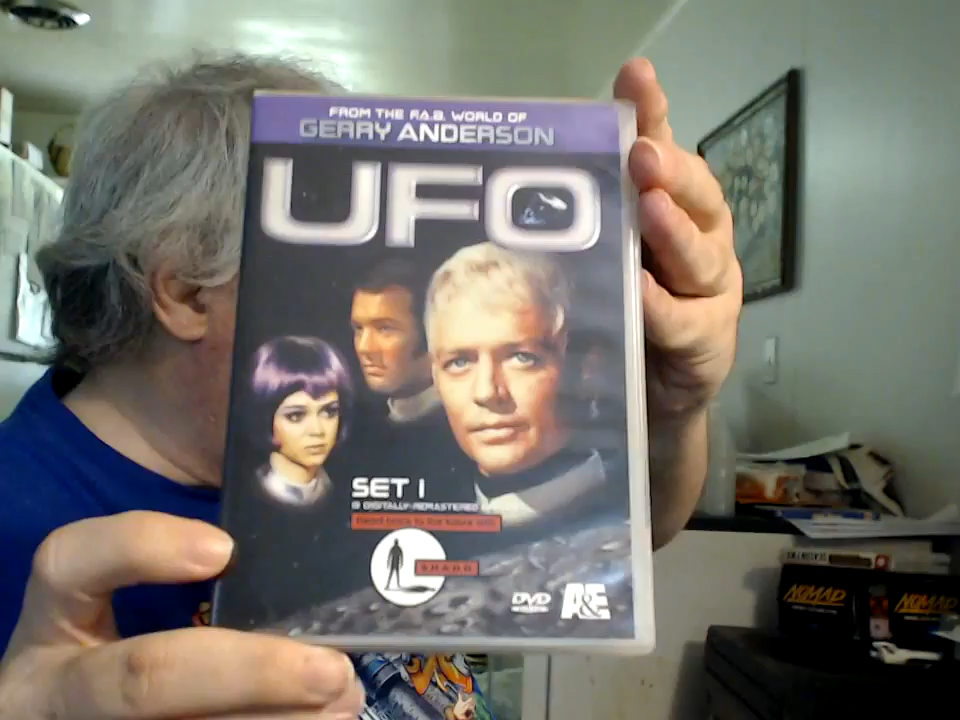 FROM THE F.A.B. WORLD OF
GERRY ANDERSON
UFO
SET 1
DIGITALLY REMASTERED
SHADO
DVD
A&E
NOMAD
NOMAD